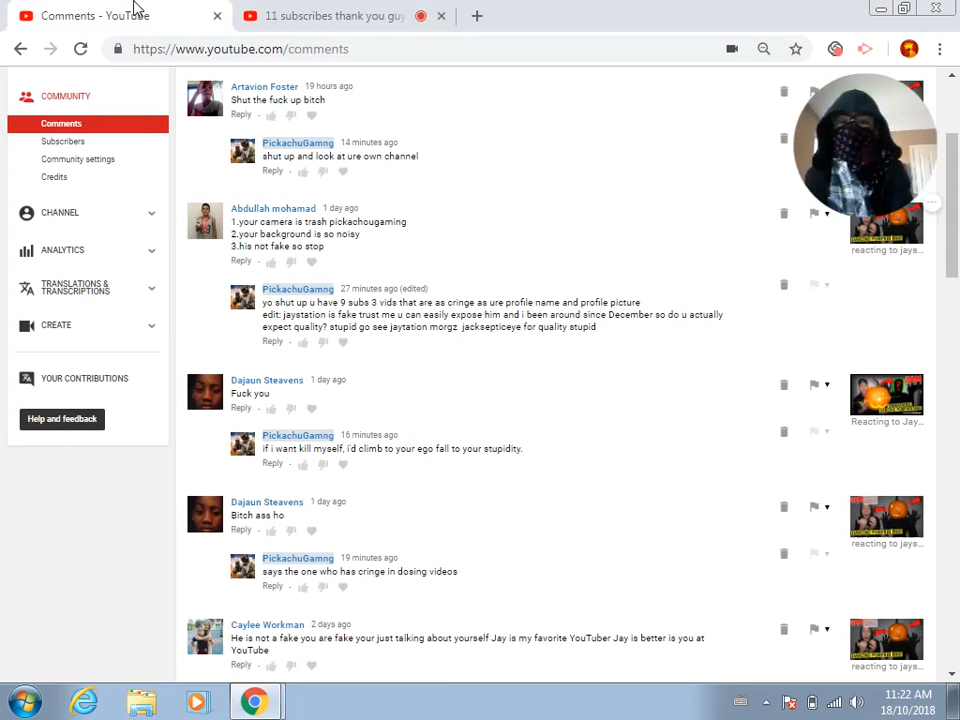 Comments - YouTube
11 subscribes thank you guy
https://www.youtube.com/comments
COMMUNITY
Comments
Subscribers
Community settings
Credits
CHANNEL
ANALYTICS
TRANSLATIONS &
TRANSCRIPTIONS
CREATE
YOUR CONTRIBUTIONS
Help and feedback
Artavion Foster 19 hours ago
Shut the fuck up bitch
Reply
PickachuGamng 14 minutes ago
shut up and look at ure own channel
Reply
Abdullah mohamad 1 day ago
1.your camera is trash pickachougaming
2.your background is so noisy
3.his not fake so stop
Reply
reacting to jays...
PickachuGamng 27 minutes ago (edited)
yo shut up u have 9 subs 3 vids that are as cringe as ure profile name and profile picture
edit: jaystation is fake trust me u can easily expose him and i been around since December so do u actually
expect quality? stupid go see jaytation morgz jacksepticeye for quality stupid
Reply
Dajaun Steavens 1 day ago
Fuck you
Reply
Reacting to Jay...
PickachuGamng 16 minutes ago
if i want kill myself, i'd climb to your ego fall to your stupidity.
Reply
Dajaun Steavens 1 day ago
Bitch ass ho
Reply
reacting to jays...
PickachuGamng 19 minutes ago
says the one who has cringe in dosing videos
Reply
Caylee Workman 2 days ago
He is not a fake you are fake your just talking about yourself Jay is my favorite YouTuber Jay is better is you at
YouTube
Reply
reacting to jays...
11:22 AM
18/10/2018